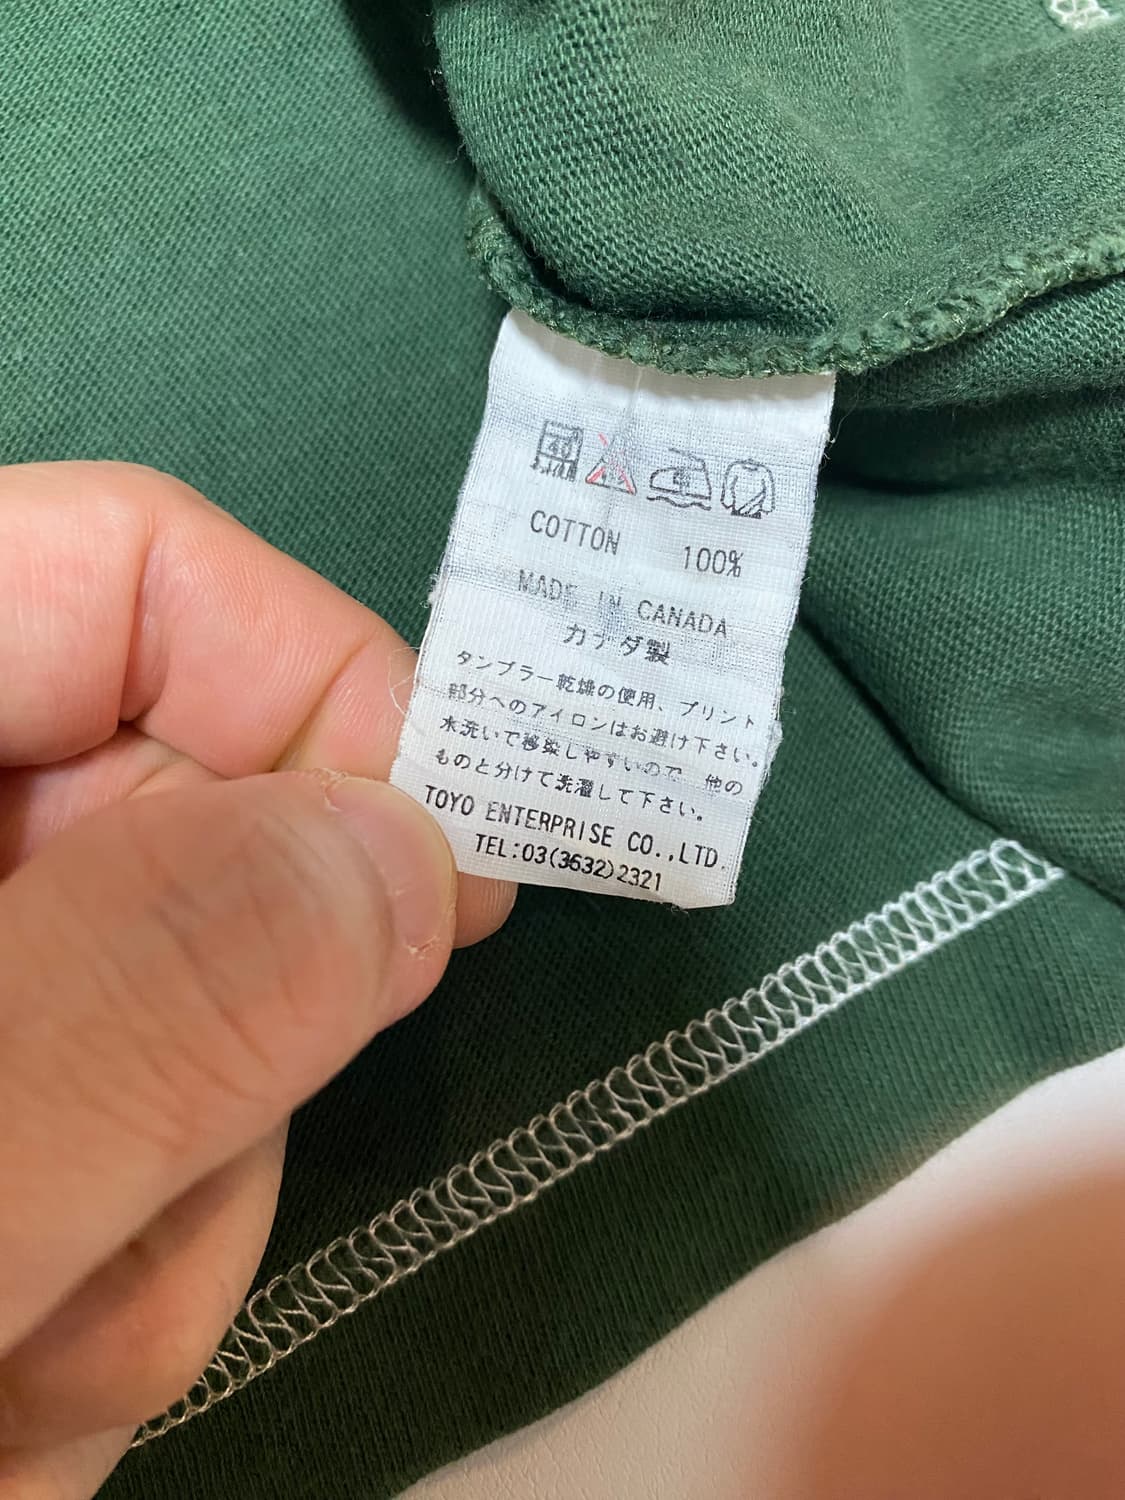 40
COTTON 100%
MADE IN CANADA
カナダ製
タンブラー乾燥の使用、プリント
部分へのアイロンはお避け下さい。
水洗いで移染しやすいので 他の
ものと分けて洗濯して下さい。
TOYO ENTERPRISE CO.,LTD.
TEL:03(3632)2321